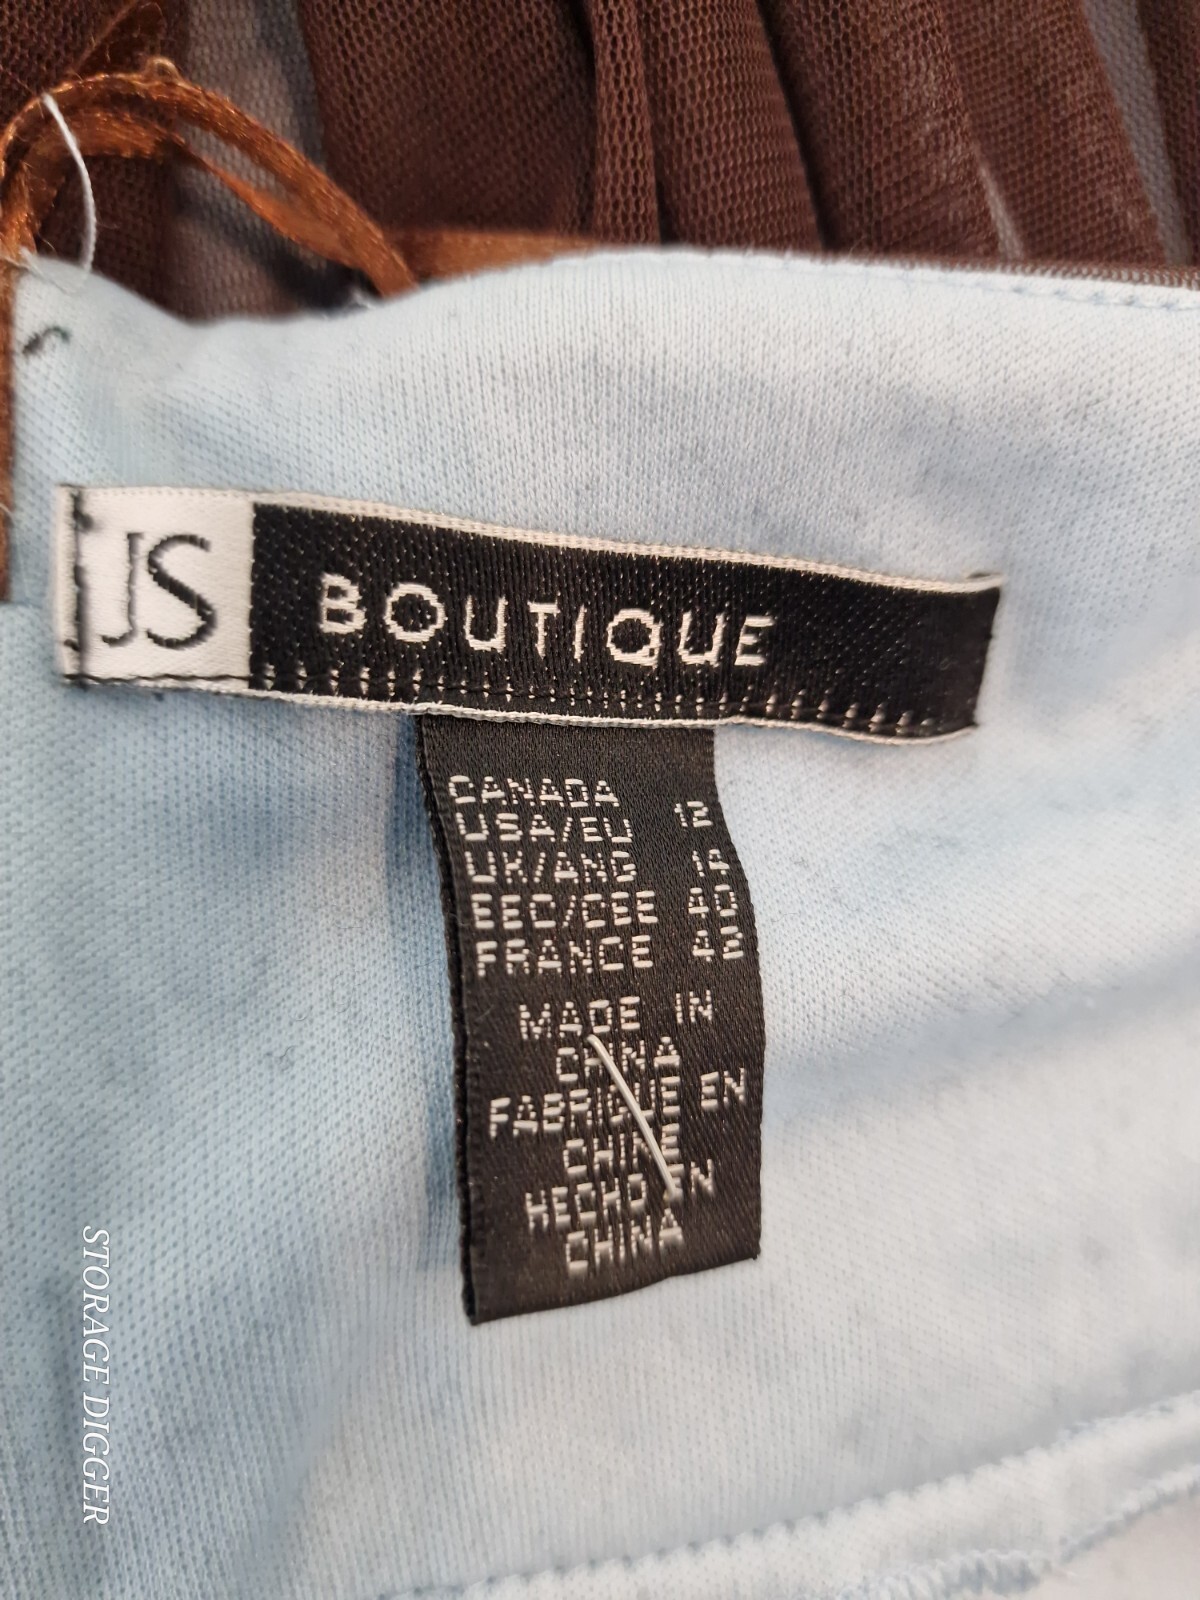 JS BOUTIQUE
CANADA
USA/EU 12
UK/ANG 14
EEC/CEE 40
FRANCE 42
MADE IN
CHINA
FABRIQUE EN
CHINE
HECHO EN
CHINA
STORAGE DIGGER